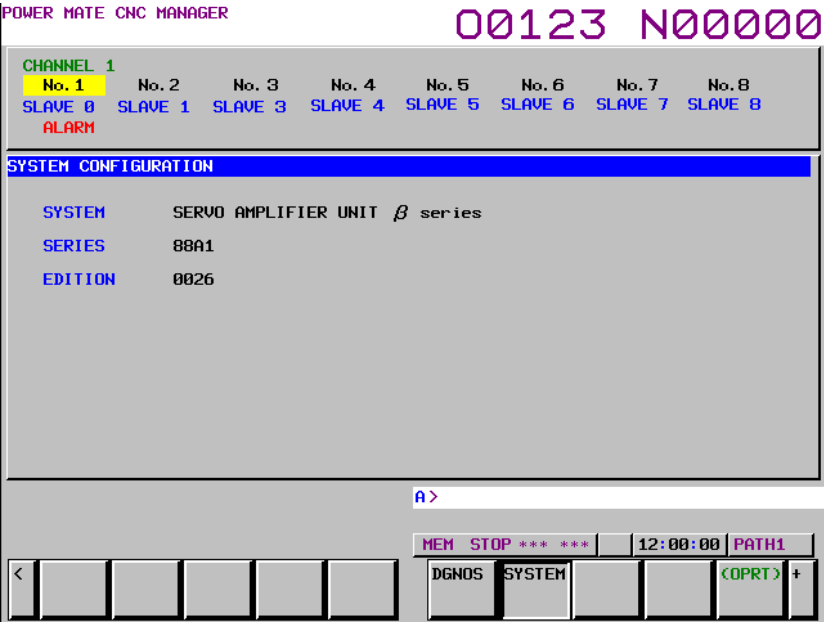 POWER MATE CNC MANAGER
O0123 N00000
CHANNEL 1
No. 1 No. 2 No. 3 No. 4 No. 5 No. 6 No. 7 No. 8
SLAVE 0 SLAVE 1 SLAVE 3 SLAVE 4 SLAVE 5 SLAVE 6 SLAVE 7 SLAVE 8
ALARM
SYSTEM CONFIGURATION
SYSTEM SERVO AMPLIFIER UNIT β series
SERIES 88A1
EDITION 0026
A>
MEM STOP *** *** 12:00:00 PATH1
< DGNOS SYSTEM (OPRT) +